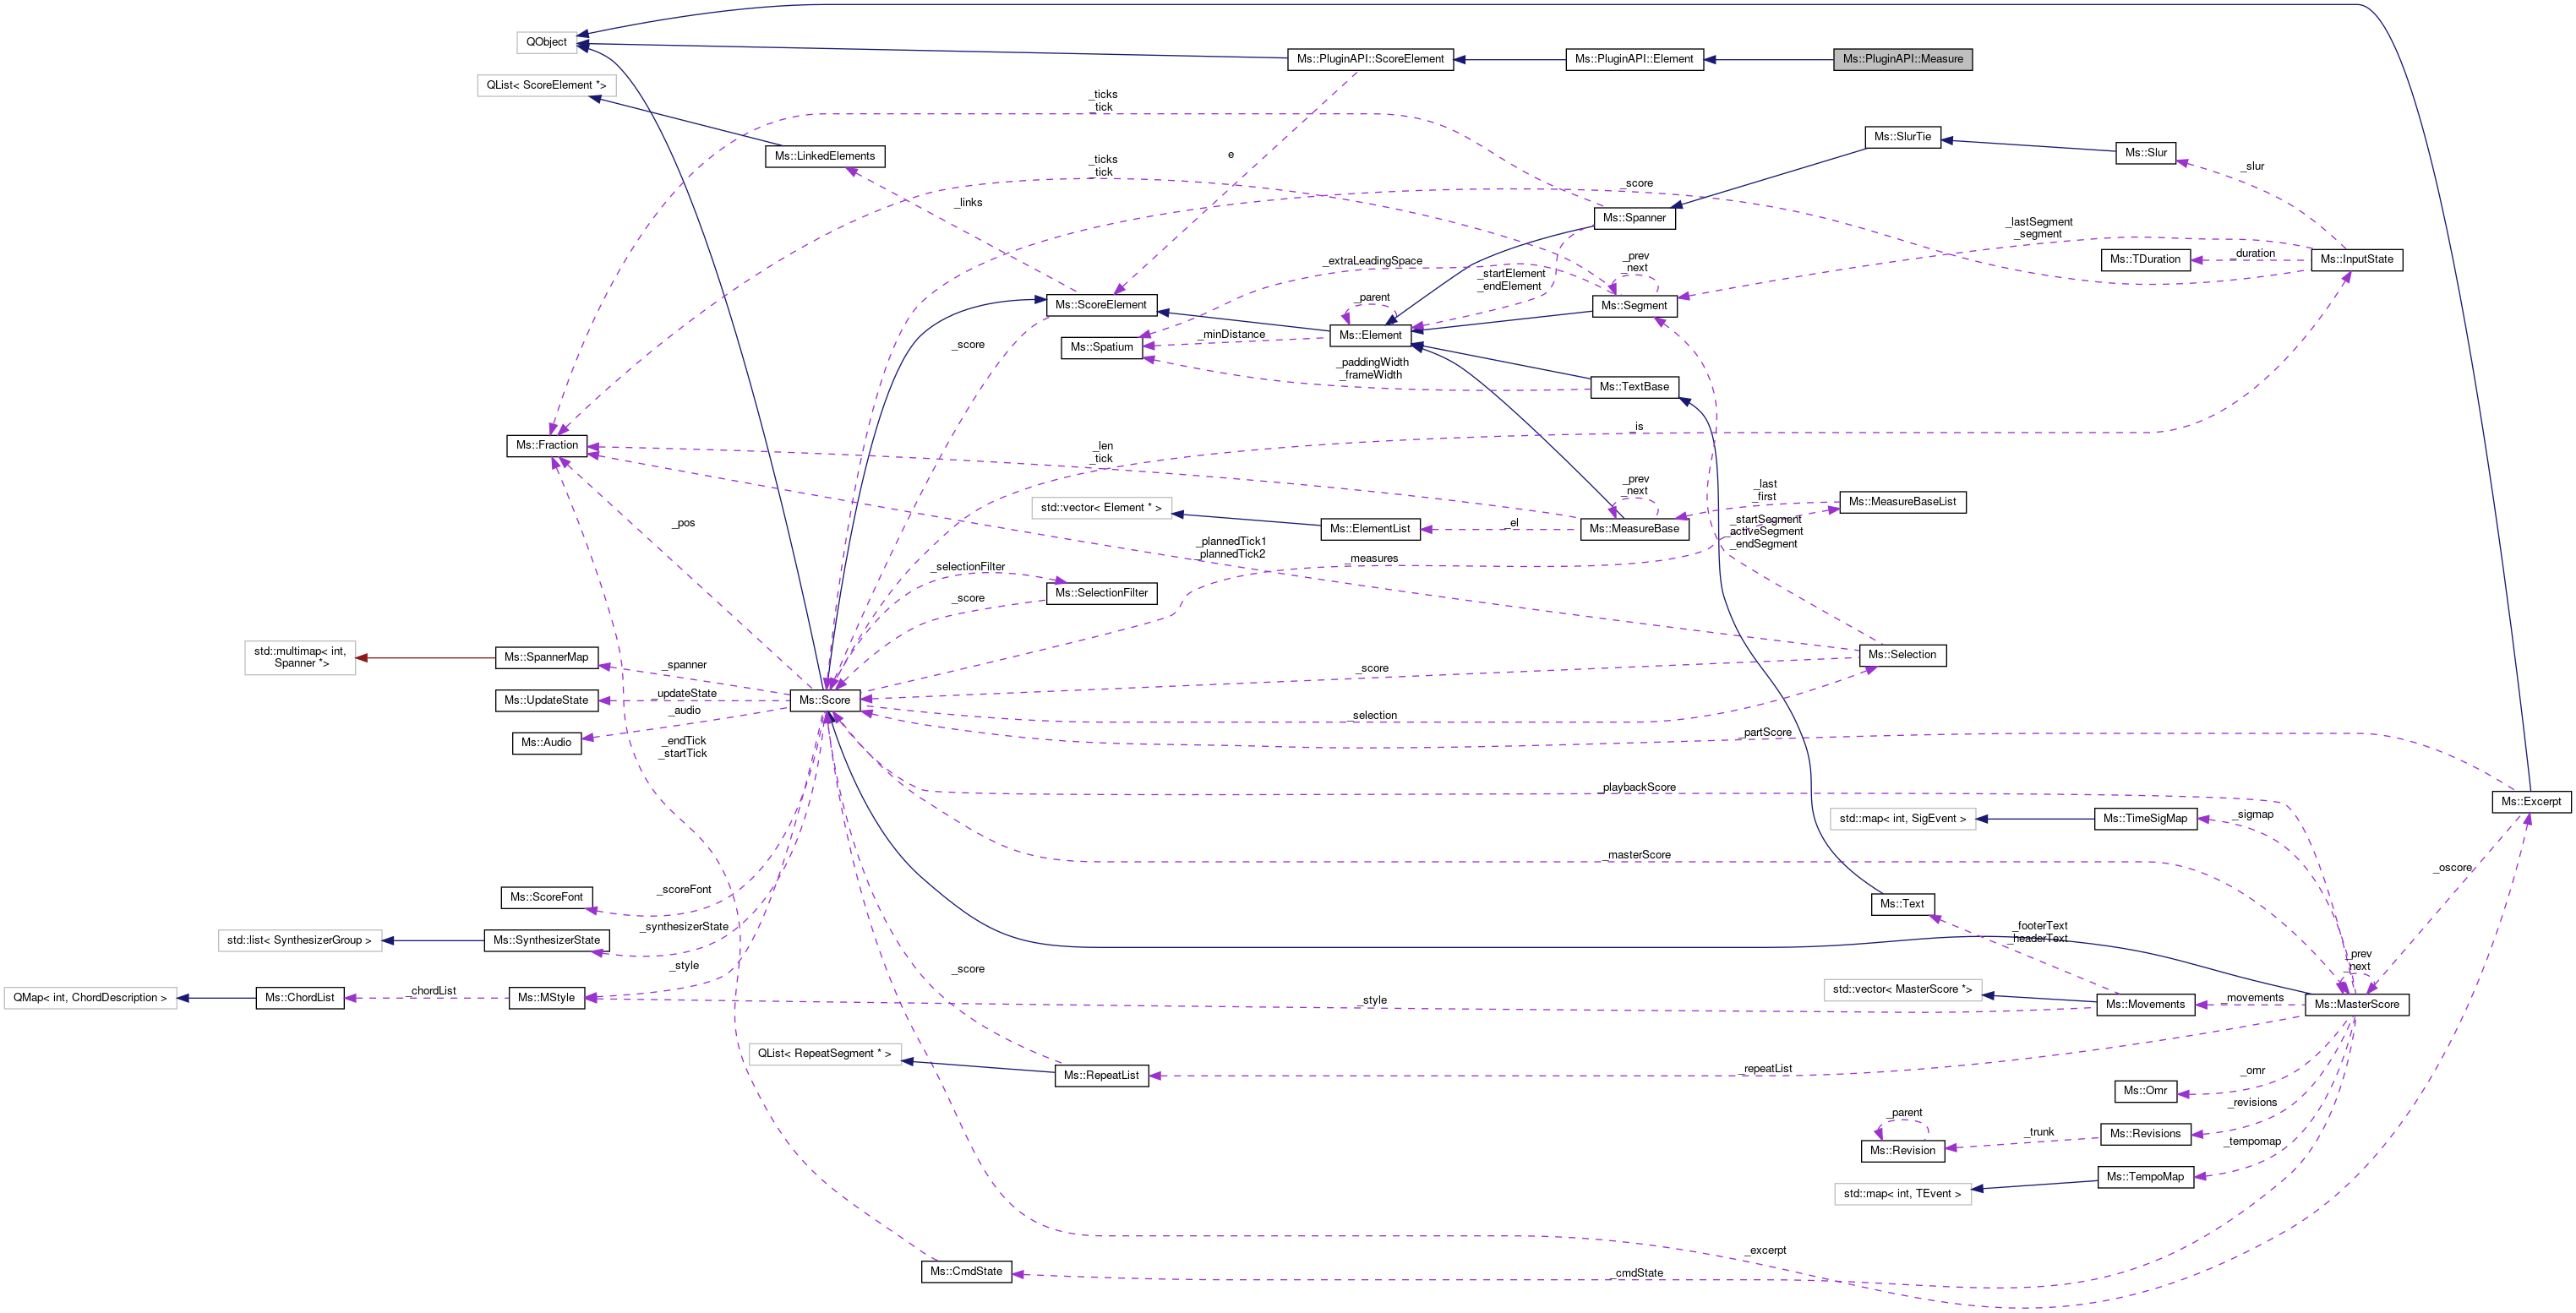 QObject
Ms::PluginAPI::ScoreElement
Ms::PluginAPI::Element
Ms::PluginAPI::Measure
QList< ScoreElement *>
_ticks
_tick
Ms::SlurTie
Ms::LinkedElements
e
Ms::Slur
_ticks
_tick
_slur
_score
_links
Ms::Spanner
_lastSegment
_segment
_extraLeadingSpace
_prev
_next
Ms::TDuration
_duration
Ms::InputState
_startElement
_endElement
_parent
Ms::ScoreElement
Ms::Segment
_minDistance
Ms::Element
_score
Ms::Spatium
_paddingWidth
_frameWidth
Ms::TextBase
_is
Ms::Fraction
_len
_tick
_prev
_next
_last
_first
Ms::MeasureBaseList
std::vector< Element * >
Ms::ElementList
_el
Ms::MeasureBase
_pos
_startSegment
_activeSegment
_endSegment
_plannedTick1
_plannedTick2
_measures
_selectionFilter
Ms::SelectionFilter
_score
std::multimap< int,
Spanner *>
Ms::SpannerMap
_spanner
_score
Ms::Selection
Ms::UpdateState
_updateState
Ms::Score
_audio
_selection
Ms::Audio
_endTick
_startTick
_partScore
_playbackScore
Ms::Excerpt
std::map< int, SigEvent >
Ms::TimeSigMap
_sigmap
_masterScore
_oscore
Ms::ScoreFont
_scoreFont
Ms::Text
_synthesizerState
_footerText
_headerText
std::list< SynthesizerGroup >
Ms::SynthesizerState
_style
_prev
_next
_score
std::vector< MasterScore *>
QMap< int, ChordDescription >
Ms::ChordList
_chordList
Ms::MStyle
_style
Ms::Movements
_movements
Ms::MasterScore
QList< RepeatSegment * >
Ms::RepeatList
_repeatList
_omr
Ms::Omr
_revisions
_parent
_trunk
Ms::Revisions
_tempomap
Ms::Revision
Ms::TempoMap
std::map< int, TEvent >
_excerpt
Ms::CmdState
_cmdState